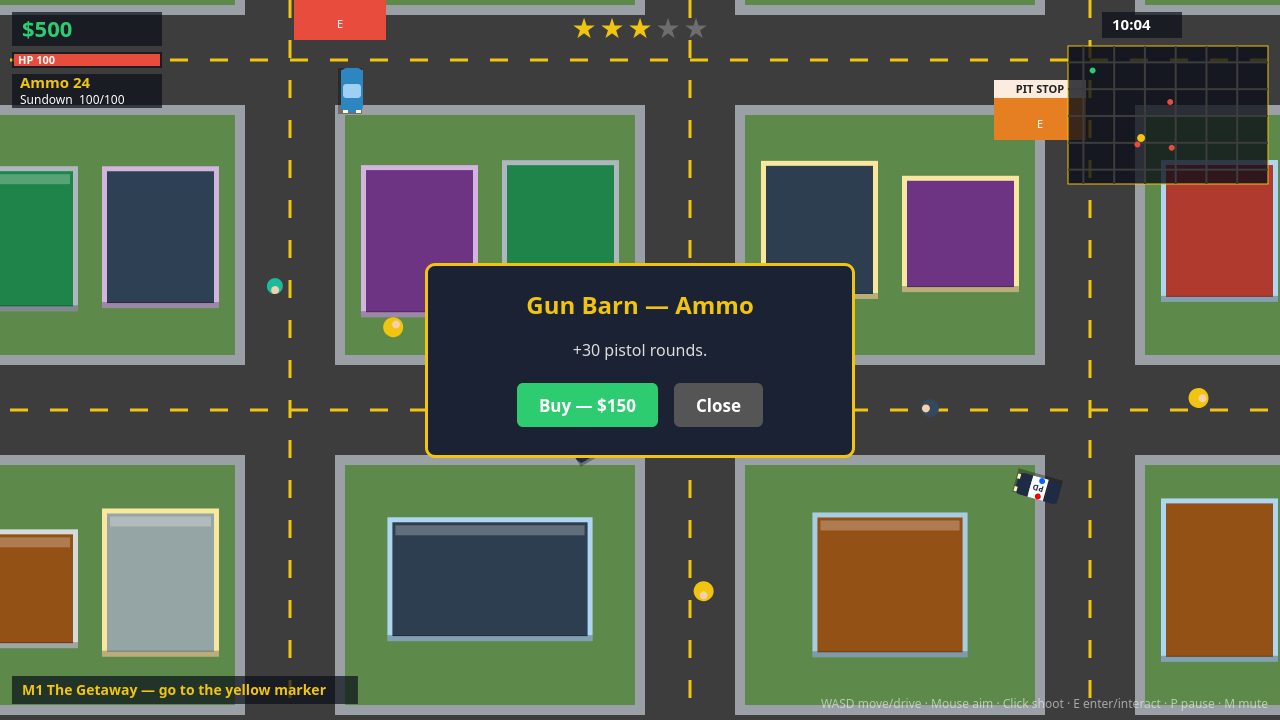 $500
HP 100
Ammo 24
Sundown 100/100
E
★★★★★
10:04
PIT STOP
E
Gun Barn — Ammo
+30 pistol rounds.
Buy — $150
Close
PD
M1 The Getaway — go to the yellow marker
WASD move/drive · Mouse aim · Click shoot · E enter/interact · P pause · M mute